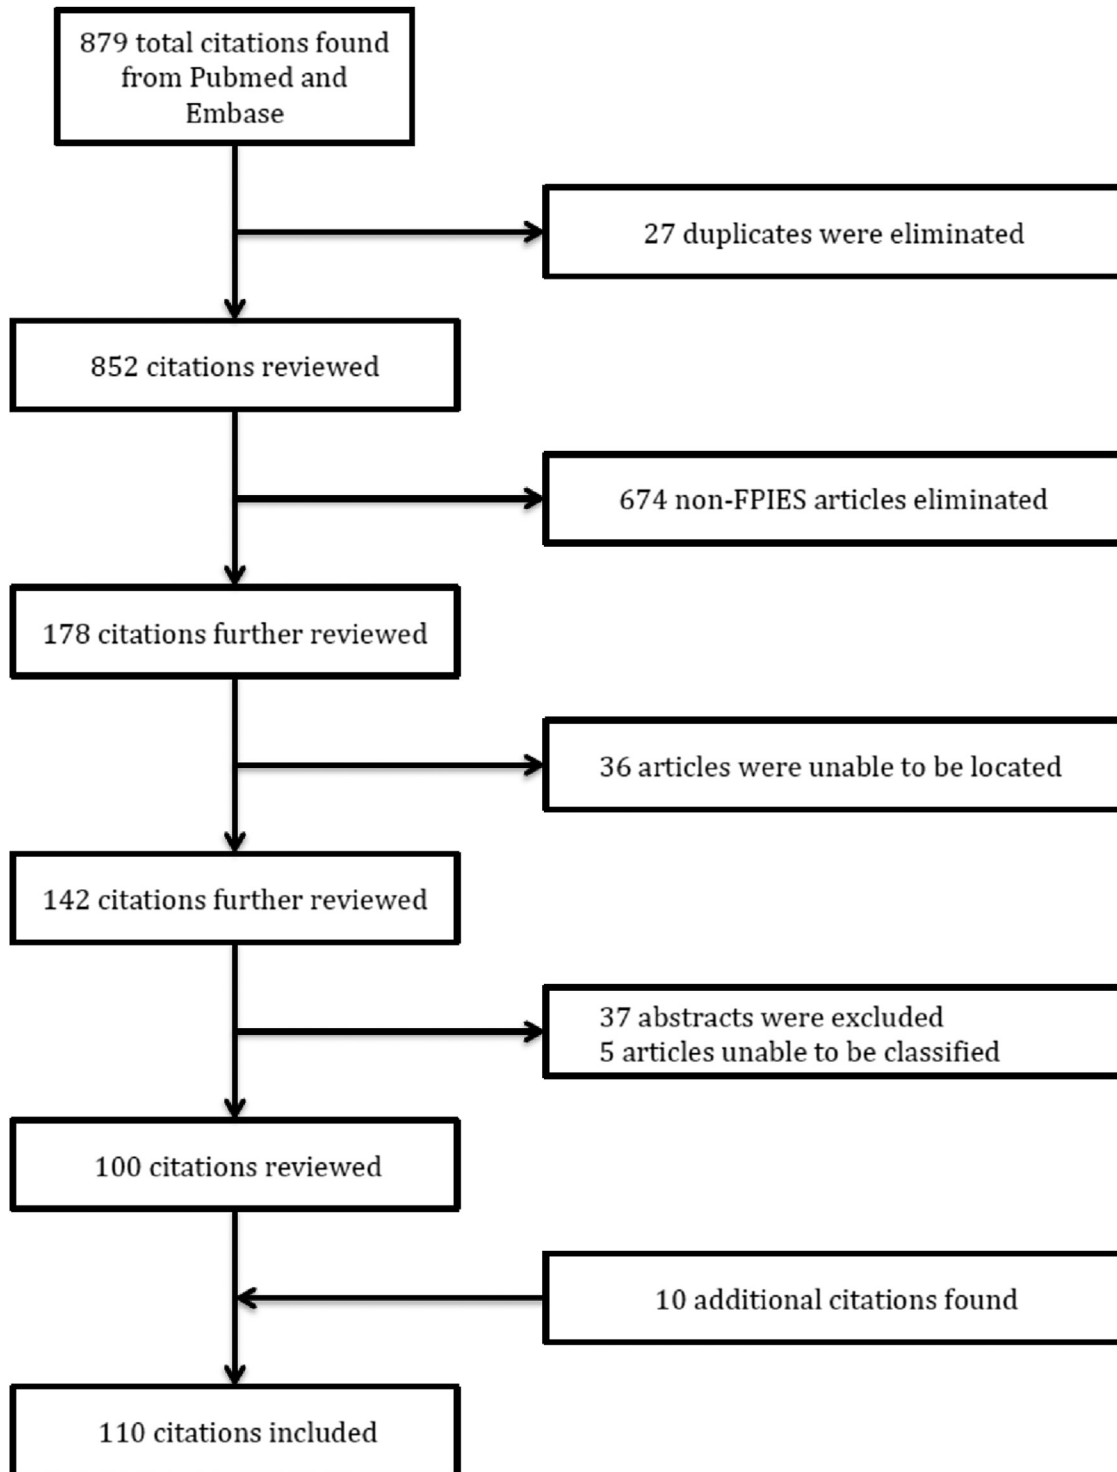 879 total citations found
from Pubmed and
Embase
27 duplicates were eliminated
852 citations reviewed
674 non-FPIES articles eliminated
178 citations further reviewed
36 articles were unable to be located
142 citations further reviewed
37 abstracts were excluded
5 articles unable to be classified
100 citations reviewed
10 additional citations found
110 citations included